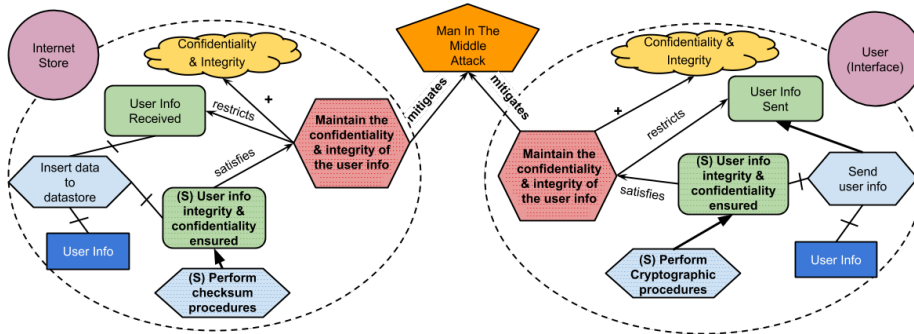 Internet
Store
Confidentiality
& Integrity
User Info
Received
restricts
+
Maintain the
confidentiality
& integrity of
the user info
satisfies
Insert data
to
datastore
(S) User info
integrity &
confidentiality
ensured
User Info
(S) Perform
checksum
procedures
mitigates
Man In The
Middle
Attack
mitigates
Confidentiality &
Integrity
User
(Interface)
User Info
Sent
+
restricts
Maintain the
confidentiality
& integrity of
the user info
satisfies
(S) User info
integrity &
confidentiality
ensured
Send
user info
(S) Perform
Cryptographic
procedures
User Info